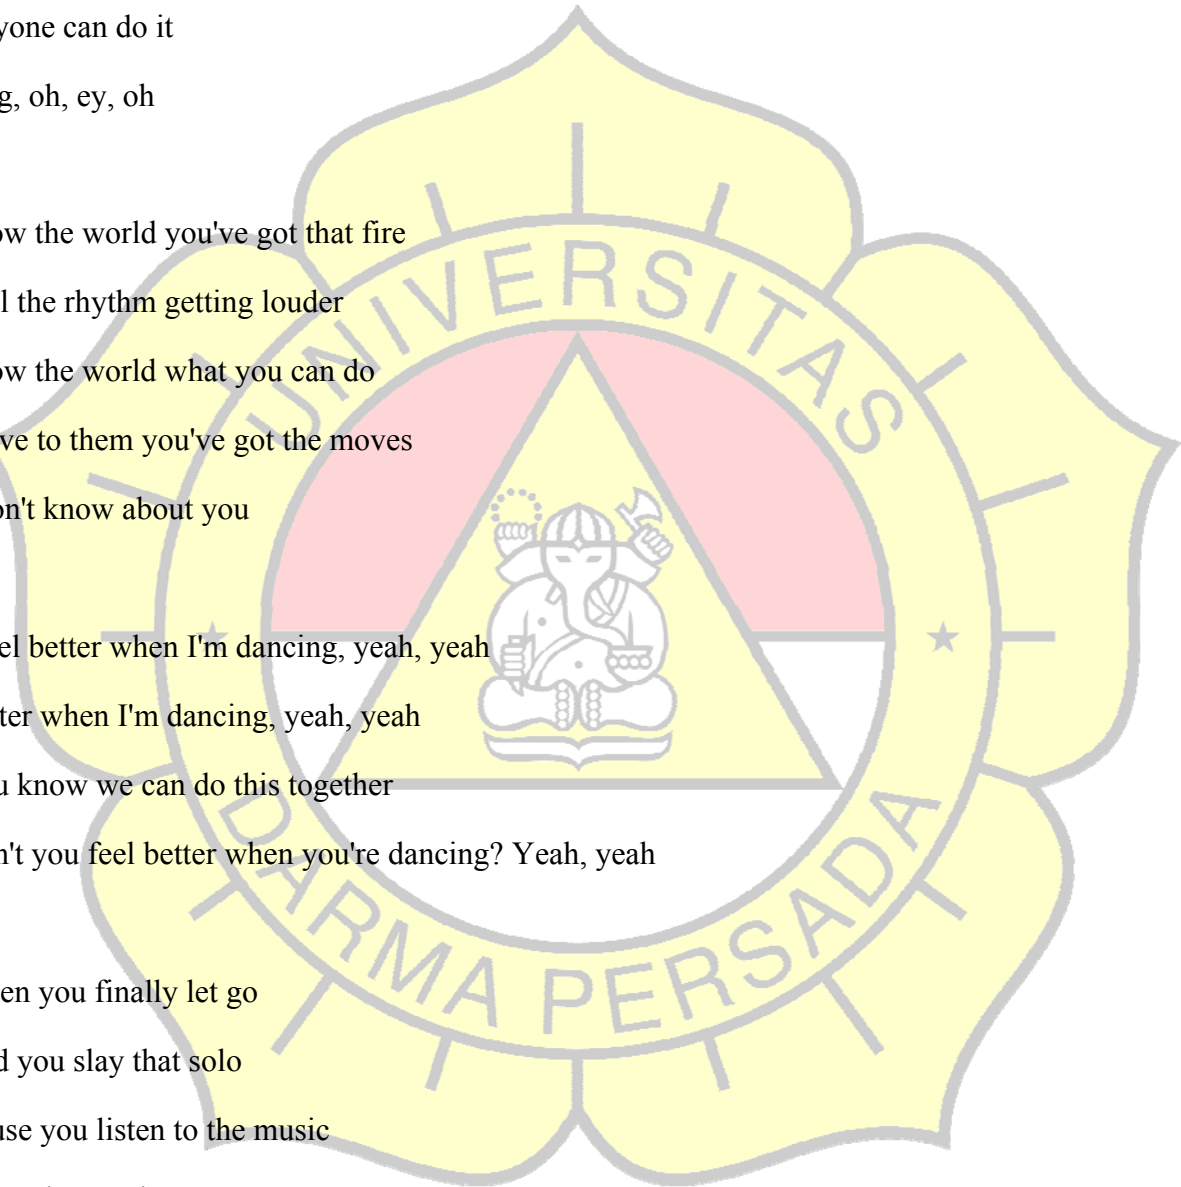 yone can do it
g, oh, ey, oh
ow the world you've got that fire
l the rhythm getting louder
ow the world what you can do
ve to them you've got the moves
on't know about you
el better when I'm dancing, yeah, yeah
ter when I'm dancing, yeah, yeah
u know we can do this together
n't you feel better when you're dancing? Yeah, yeah
en you finally let go
d you slay that solo
use you listen to the music
UNIVERSITAS
DARMA PERSADA